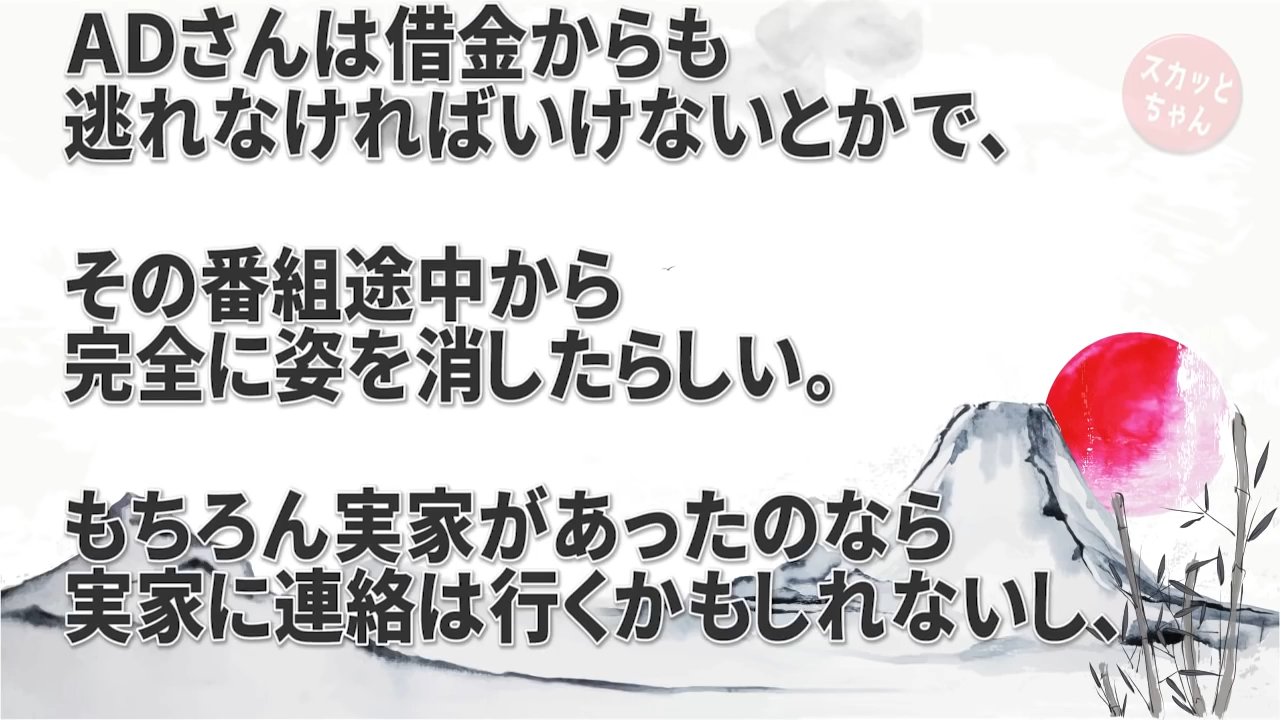 ADさんは借金からも
逃れなければいけないとかで、
その番組途中から
完全に姿を消したらしい。
もちろん実家があったのなら
実家に連絡は行くかもしれないし、
スカッと
ちゃん